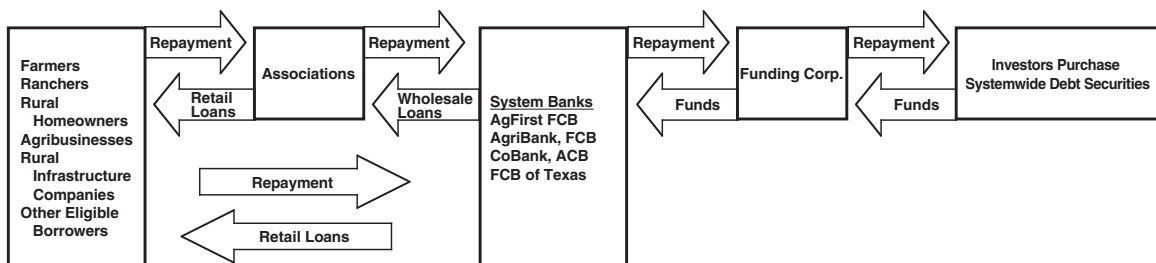 Repayment
Repayment
Repayment
Repayment
Farmers
Ranchers
Rural
Homeowners
Agribusinesses
Rural
Infrastructure
Companies
Other Eligible
Borrowers
Retail
Loans
Associations
Wholesale
Loans
System Banks
AgFirst FCB
AgriBank, FCB
CoBank, ACB
FCB of Texas
Funds
Funding Corp.
Funds
Investors Purchase
Systemwide Debt Securities
Repayment
Retail Loans